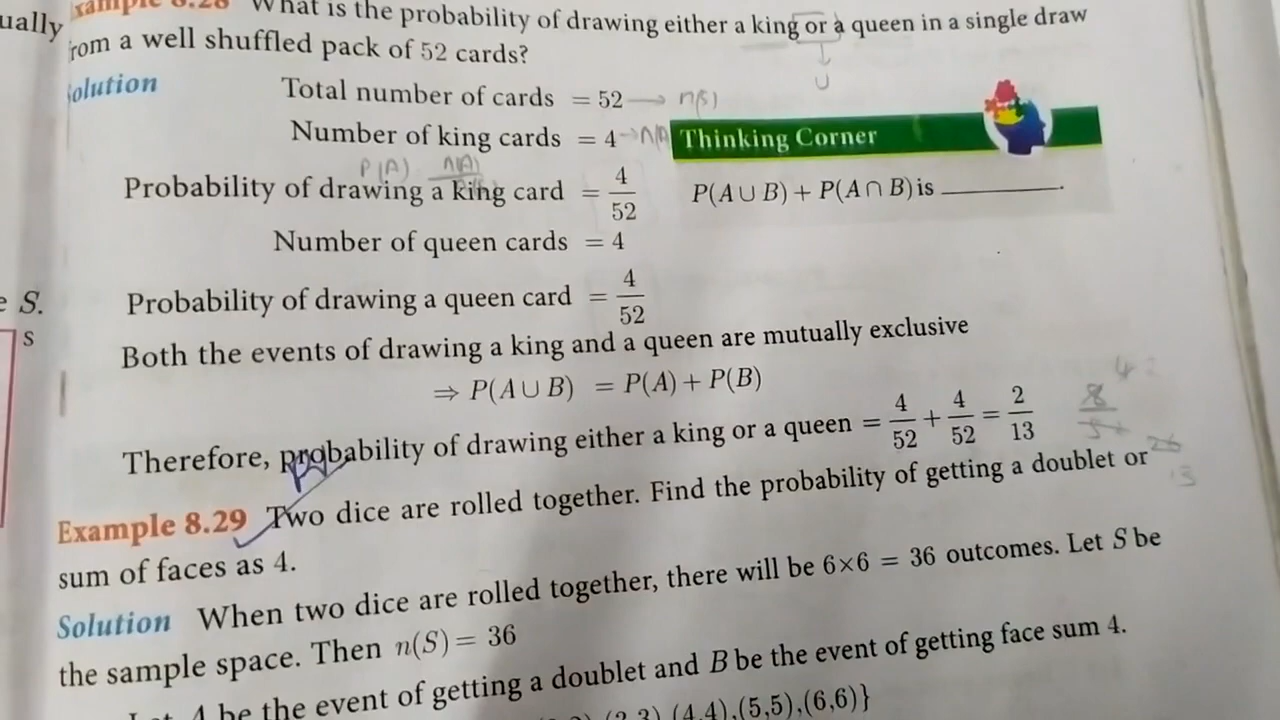 ually
What is the probability of drawing either a king or a queen in a single draw
from a well shuffled pack of 52 cards?
U
Solution
Total number of cards = 52 → n(S)
Number of king cards = 4 → n(A)
Thinking Corner
P(A) n(A)
Probability of drawing a king card = 4/52
P(A∪B) + P(A∩B) is ________.
Number of queen cards = 4
e S.
s
Probability of drawing a queen card = 4/52
Both the events of drawing a king and a queen are mutually exclusive
⇒ P(A∪B) = P(A) + P(B)
Therefore, probability of drawing either a king or a queen = 4/52 + 4/52 = 2/13
Example 8.29 Two dice are rolled together. Find the probability of getting a doublet or
sum of faces as 4.
Solution When two dice are rolled together, there will be 6×6 = 36 outcomes. Let S be
the sample space. Then n(S) = 36
A be the event of getting a doublet and B be the event of getting face sum 4.
(4,4),(5,5),(6,6)}